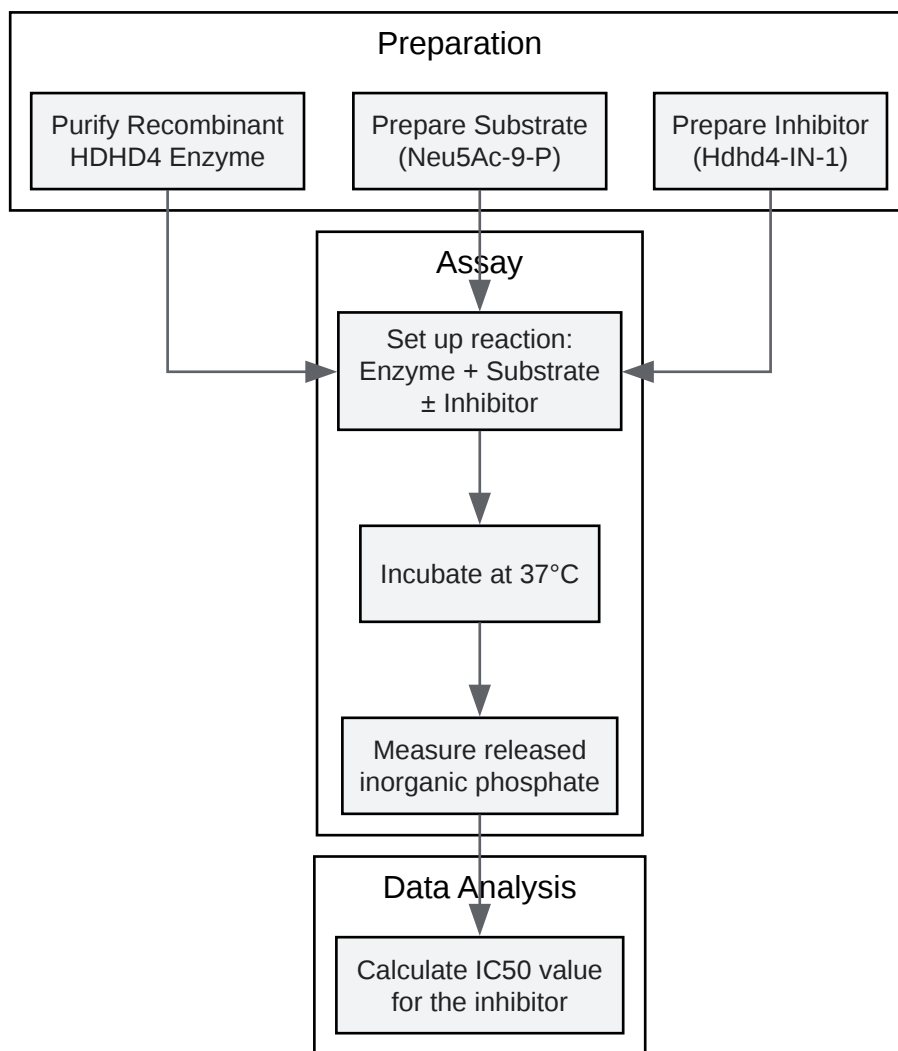 Preparation
Purify Recombinant
HDHD4 Enzyme
Prepare Substrate
(Neu5Ac-9-P)
Prepare Inhibitor
(Hdhd4-IN-1)
Assay
Set up reaction:
Enzyme + Substrate
± Inhibitor
Incubate at 37°C
Measure released
inorganic phosphate
Data Analysis
Calculate IC50 value
for the inhibitor